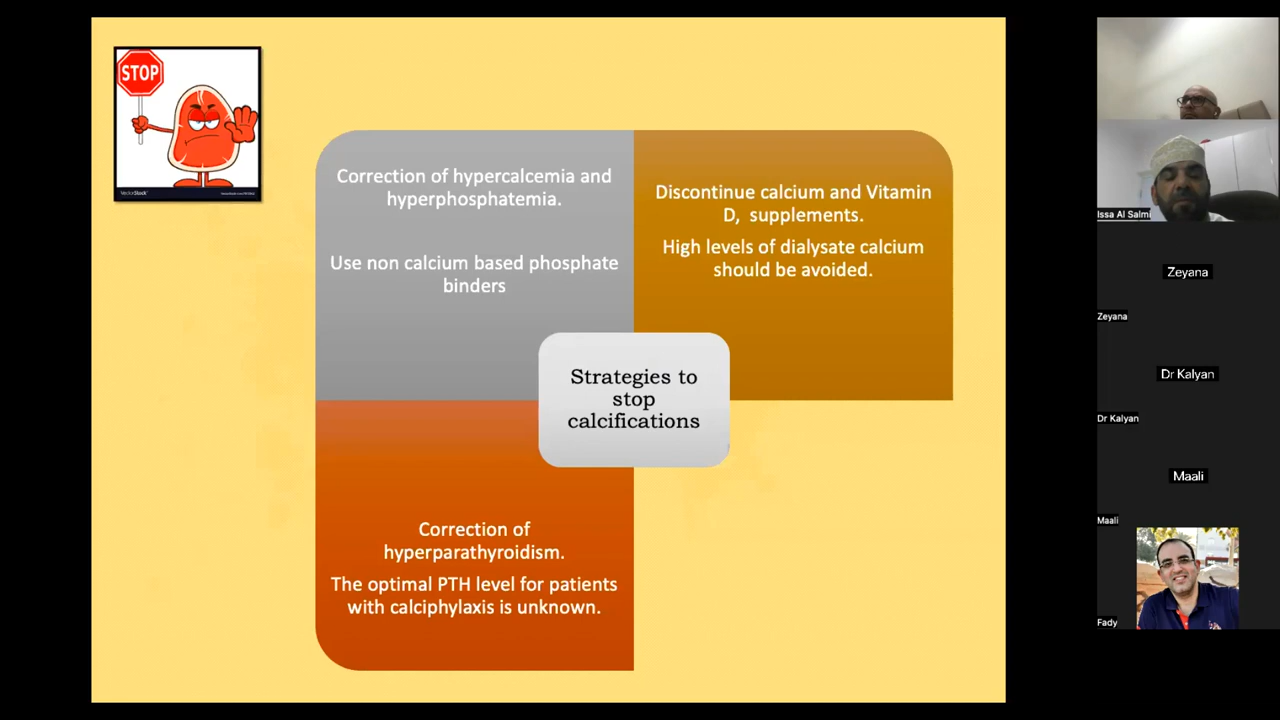 STOP
VectorStock
Correction of hypercalcemia and
hyperphosphatemia.
Use non calcium based phosphate
binders
Discontinue calcium and Vitamin
D, supplements.
High levels of dialysate calcium
should be avoided.
Strategies to
stop
calcifications
Correction of
hyperparathyroidism.
The optimal PTH level for patients
with calciphylaxis is unknown.
Issa Al Salmi
Zeyana
Zeyana
Dr Kalyan
Dr Kalyan
Maali
Maali
Fady